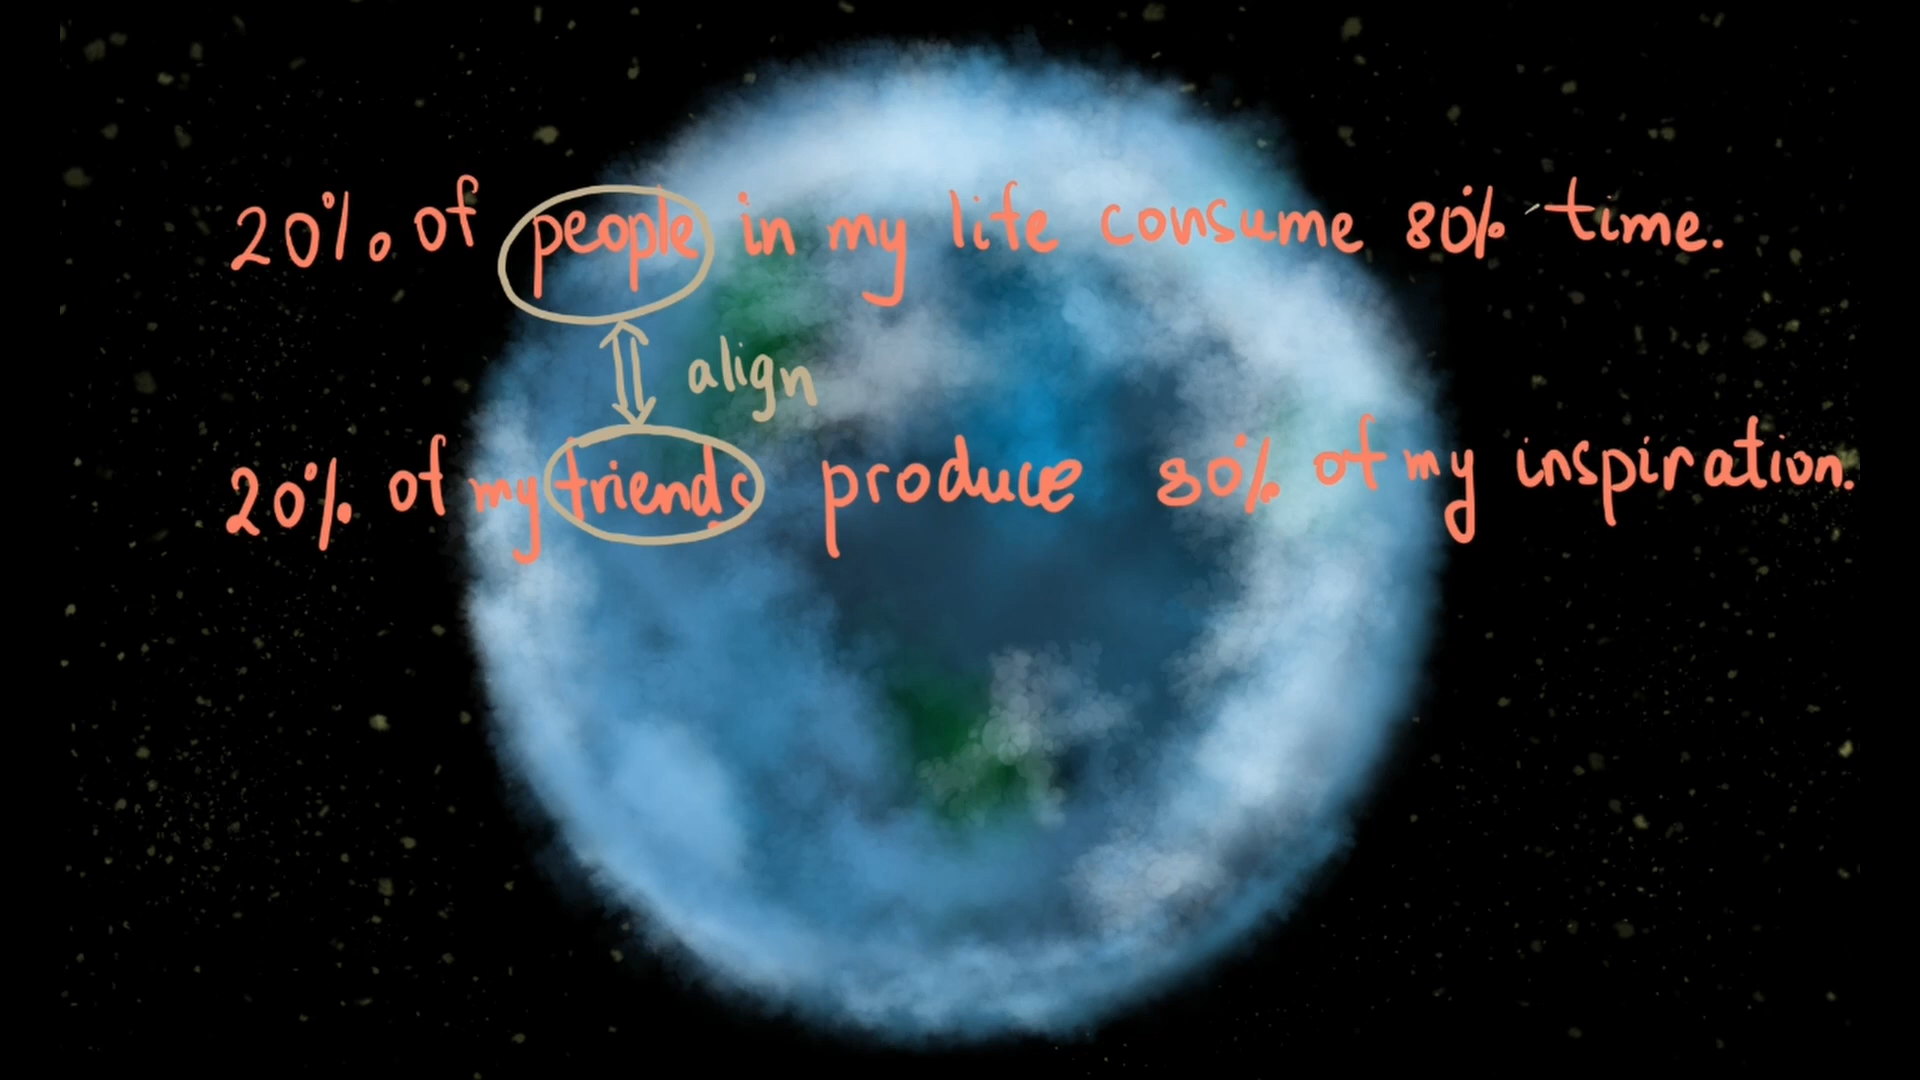 20% of people in my life consume 80% time.
align
20% of my friends produce 80% of my inspiration.